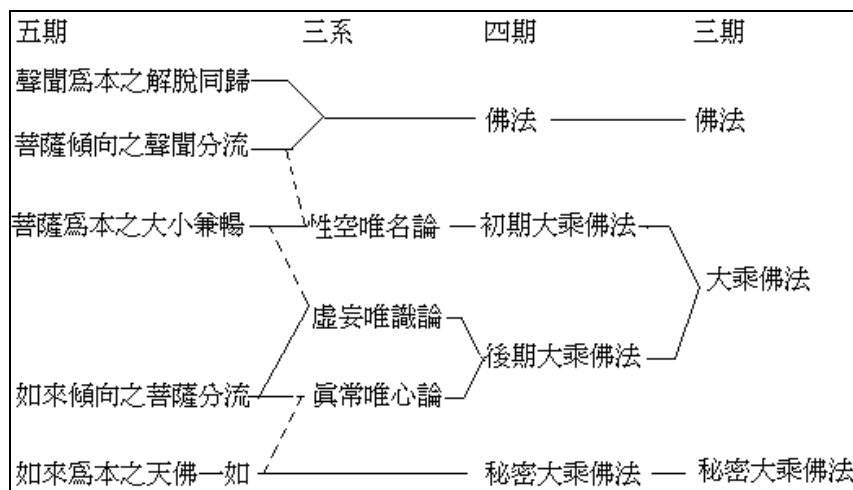 五期 三系 四期 三期
聲聞爲本之解脫同歸
佛法 佛法
菩薩傾向之聲聞分流
菩薩爲本之大小兼暢 性空唯名論 初期大乘佛法
大乘佛法
虛妄唯識論
後期大乘佛法
如來傾向之菩薩分流 眞常唯心論
如來爲本之天佛一如 秘密大乘佛法 秘密大乘佛法